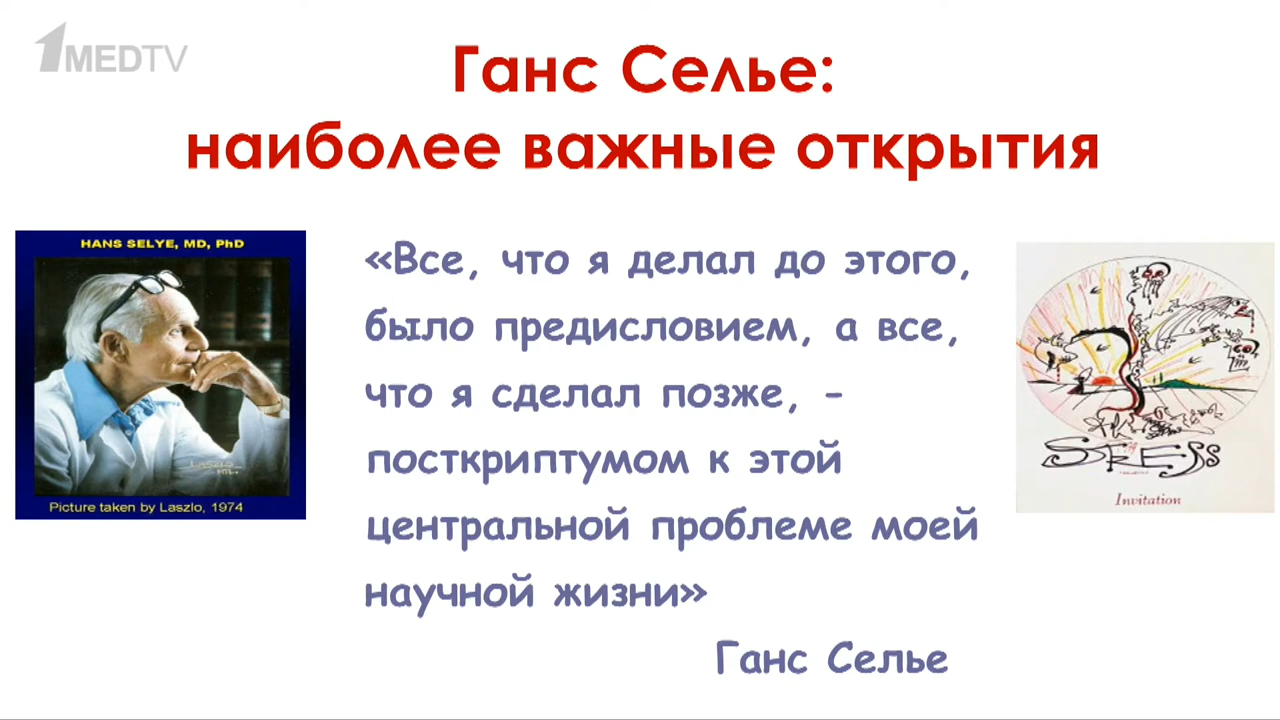 1MEDTV
Ганс Селье:
наиболее важные открытия
HANS SELYE, MD, PhD
Picture taken by Laszlo, 1974
«Все, что я делал до этого,
было предисловием, а все,
что я сделал позже, -
посткриптумом к этой
центральной проблеме моей
научной жизни»
Ганс Селье
STRESS
Invitation